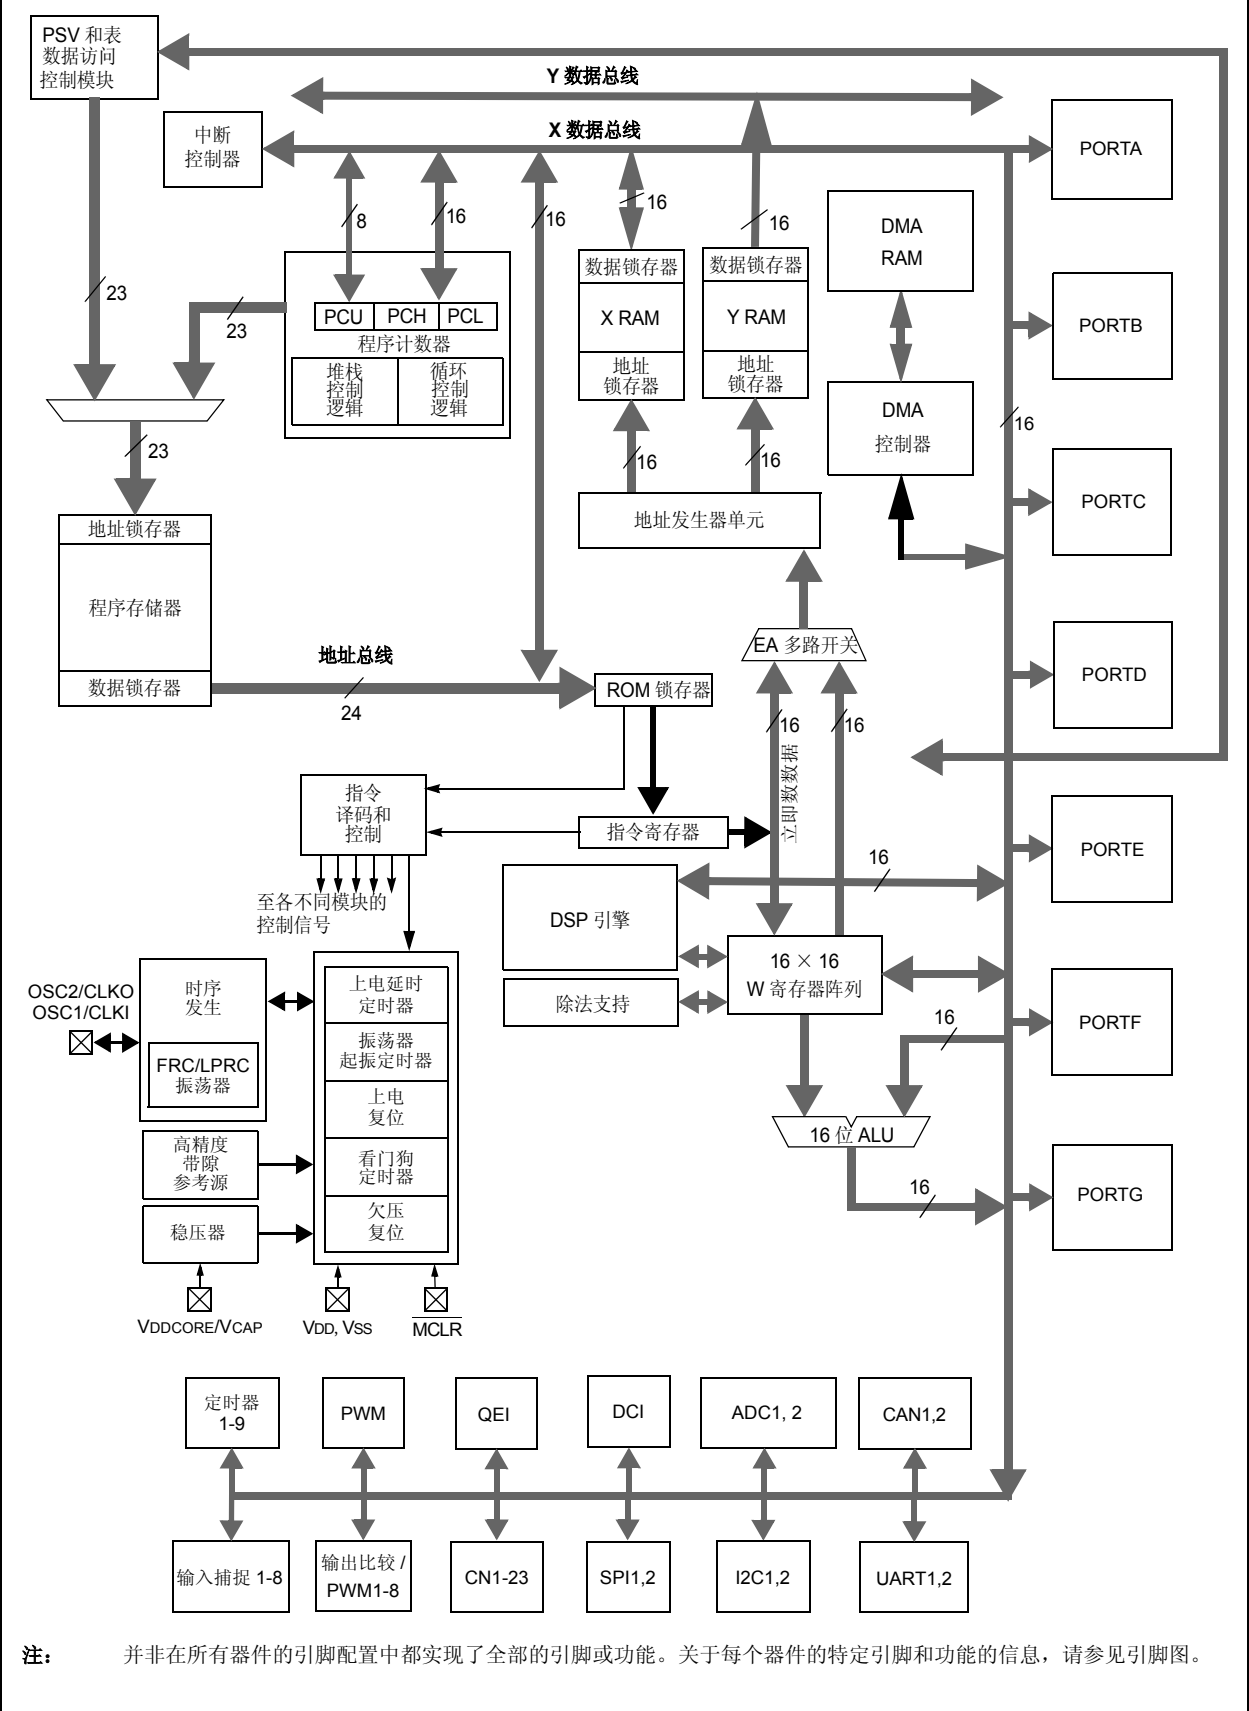 PSV 和表
数据访问
控制模块
Y 数据总线
X 数据总线
中断
控制器
PORTA
8
16
16
16
16
DMA
RAM
数据锁存器
数据锁存器
23
23
PCU
PCH
PCL
X RAM
Y RAM
PORTB
程序计数器
堆栈
控制
逻辑
循环
控制
逻辑
地址
锁存器
地址
锁存器
DMA
控制器
16
23
16
16
PORTC
地址锁存器
地址发生器单元
程序存储器
EA 多路开关
地址总线
PORTD
数据锁存器
ROM 锁存器
24
16
16
立即数数据
指令
译码和
控制
指令寄存器
PORTE
16
至各不同模块的
控制信号
DSP 引擎
16 × 16
W 寄存器阵列
OSC2/CLKO
OSC1/CLKI
时序
发生
上电延时
定时器
除法支持
16
PORTF
振荡器
起振定时器
FRC/LPRC
振荡器
上电
复位
16 位 ALU
高精度
带隙
参考源
看门狗
定时器
16
PORTG
稳压器
欠压
复位
VDDCORE/VCAP
VDD, VSS
MCLR
定时器
1-9
PWM
QEI
DCI
ADC1, 2
CAN1,2
输入捕捉 1-8
输出比较 /
PWM1-8
CN1-23
SPI1,2
I2C1,2
UART1,2
注： 并非在所有器件的引脚配置中都实现了全部的引脚或功能。关于每个器件的特定引脚和功能的信息，请参见引脚图。